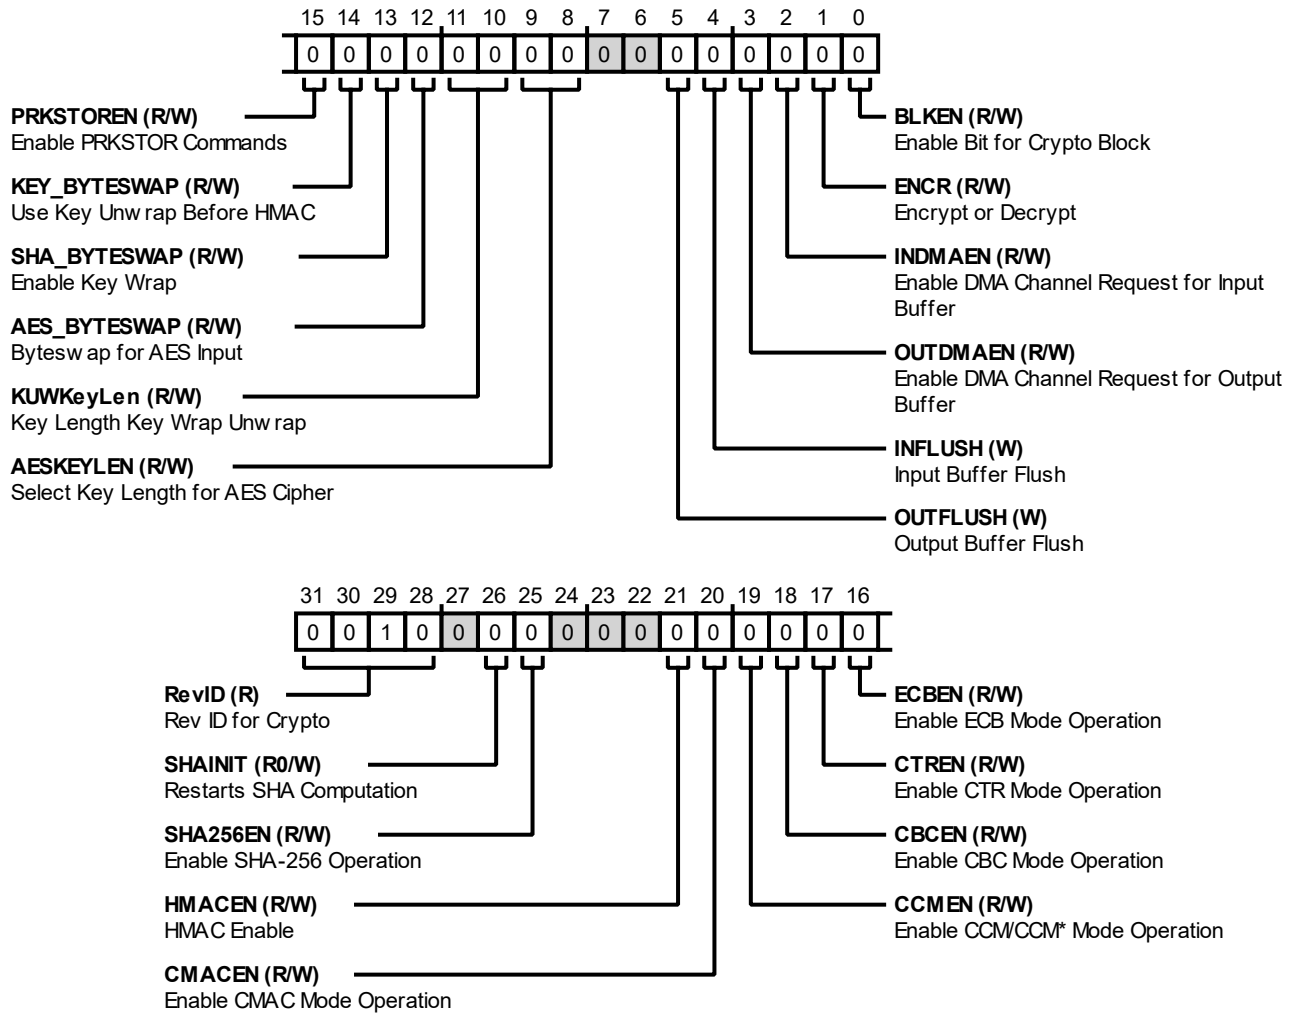 15 14 13 12 11 10 9 8 7 6 5 4 3 2 1 0
0 0 0 0 0 0 0 0 0 0 0 0 0 0 0 0
PRKSTOREN (R/W)
Enable PRKSTOR Commands
KEY_BYTESWAP (R/W)
Use Key Unwrap Before HMAC
SHA_BYTESWAP (R/W)
Enable Key Wrap
AES_BYTESWAP (R/W)
Byteswap for AES Input
KUWKeyLen (R/W)
Key Length Key Wrap Unwrap
AESKEYLEN (R/W)
Select Key Length for AES Cipher
BLKEN (R/W)
Enable Bit for Crypto Block
ENCR (R/W)
Encrypt or Decrypt
INDMAEN (R/W)
Enable DMA Channel Request for Input
Buffer
OUTDMAEN (R/W)
Enable DMA Channel Request for Output
Buffer
INFLUSH (W)
Input Buffer Flush
OUTFLUSH (W)
Output Buffer Flush
31 30 29 28 27 26 25 24 23 22 21 20 19 18 17 16
0 0 1 0 0 0 0 0 0 0 0 0 0 0 0 0
RevID (R)
Rev ID for Crypto
SHAINIT (R0/W)
Restarts SHA Computation
SHA256EN (R/W)
Enable SHA-256 Operation
HMACEN (R/W)
HMAC Enable
CMACEN (R/W)
Enable CMAC Mode Operation
ECBEN (R/W)
Enable ECB Mode Operation
CTREN (R/W)
Enable CTR Mode Operation
CBCEN (R/W)
Enable CBC Mode Operation
CCMEN (R/W)
Enable CCM/CCM* Mode Operation